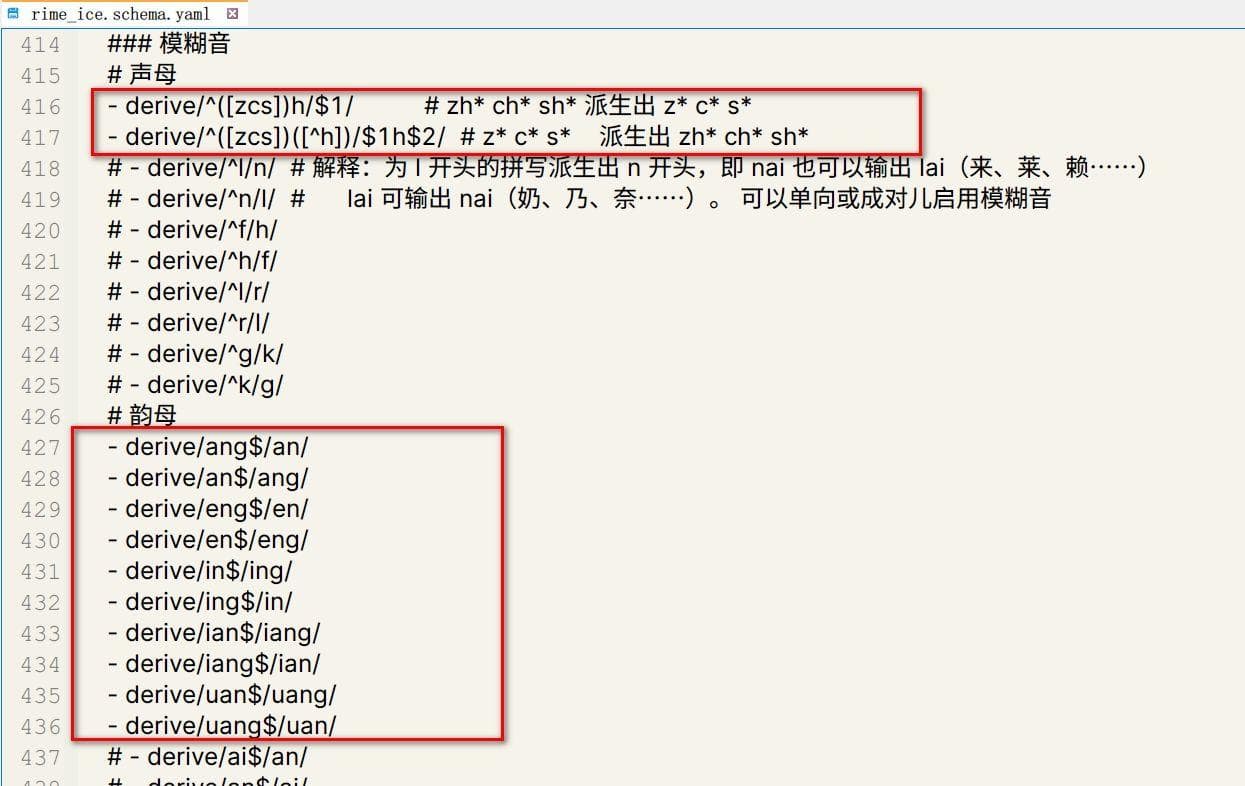 rime_ice.schema.yaml
414 ### 模糊音
415 # 声母
416 - derive/^([zcs])h/$1/ # zh* ch* sh* 派生出 z* c* s*
417 - derive/^([zcs])([^h])/$1h$2/ # z* c* s* 派生出 zh* ch* sh*
418 # - derive/^l/n/ # 解释：为 l 开头的拼写派生出 n 开头，即 nai 也可以输出 lai（来、莱、赖……）
419 # - derive/^n/l/ # lai 可输出 nai（奶、乃、奈……）。 可以单向或成对儿启用模糊音
420 # - derive/^f/h/
421 # - derive/^h/f/
422 # - derive/^l/r/
423 # - derive/^r/l/
424 # - derive/^g/k/
425 # - derive/^k/g/
426 # 韵母
427 - derive/ang$/an/
428 - derive/an$/ang/
429 - derive/eng$/en/
430 - derive/en$/eng/
431 - derive/in$/ing/
432 - derive/ing$/in/
433 - derive/ian$/iang/
434 - derive/iang$/ian/
435 - derive/uan$/uang/
436 - derive/uang$/uan/
437 # - derive/ai$/an/